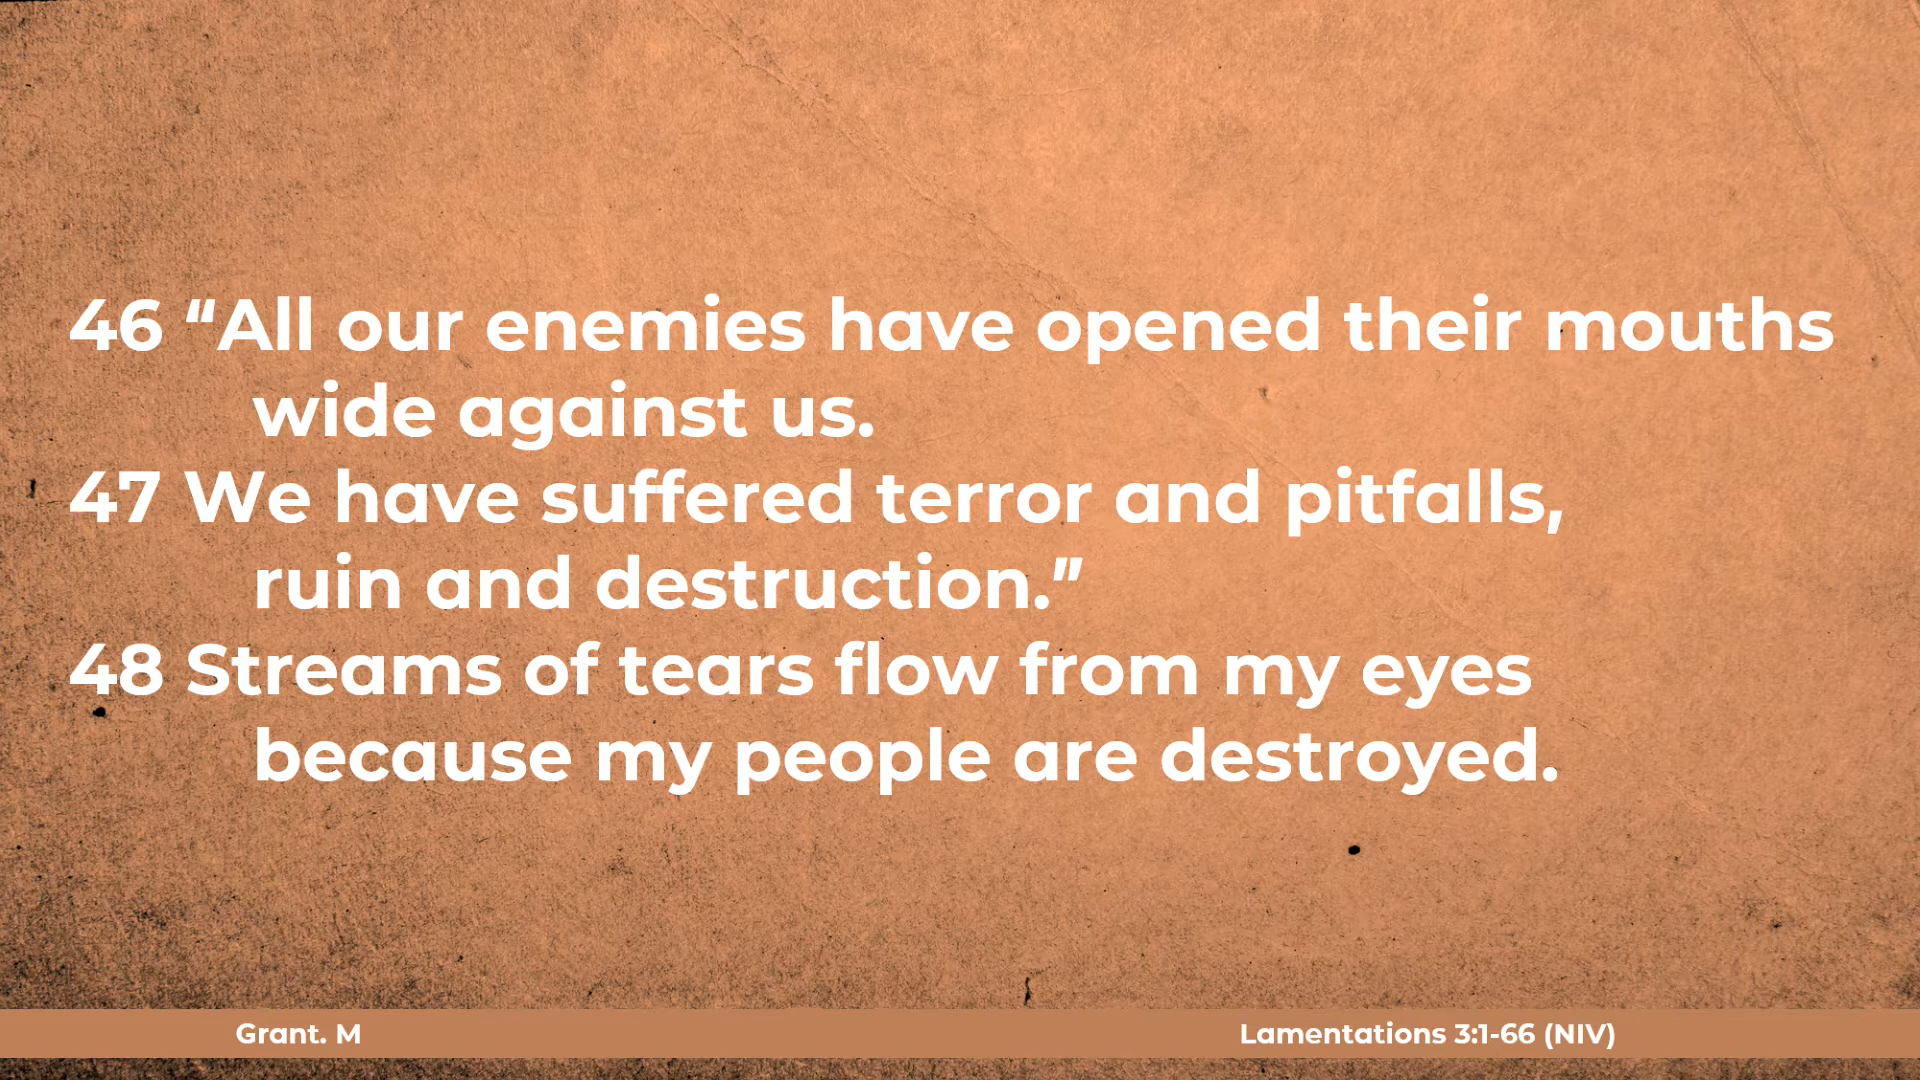 46 “All our enemies have opened their mouths
wide against us.
47 We have suffered terror and pitfalls,
ruin and destruction.”
48 Streams of tears flow from my eyes
because my people are destroyed.
Grant. M
Lamentations 3:1-66 (NIV)